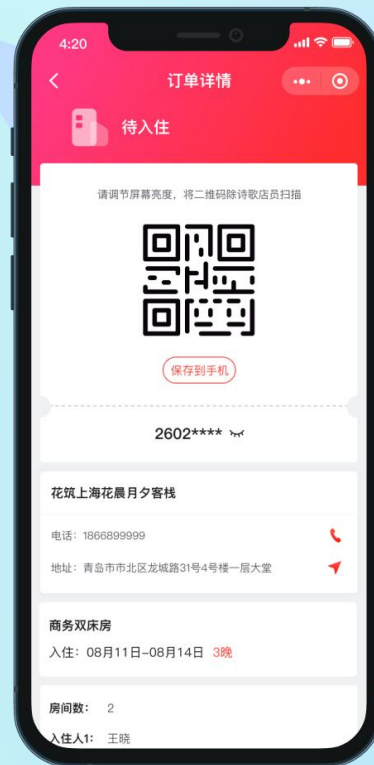 4:20
订单详情
待入住
请调节屏幕亮度，将二维码除诗歌店员扫描
保存到手机
2602****
花筑上海花晨月夕客栈
电话：1866899999
地址：青岛市市北区龙城路31号4号楼一层大堂
商务双床房
入住：08月11日-08月14日 3晚
房间数： 2
入住人1: 王晓